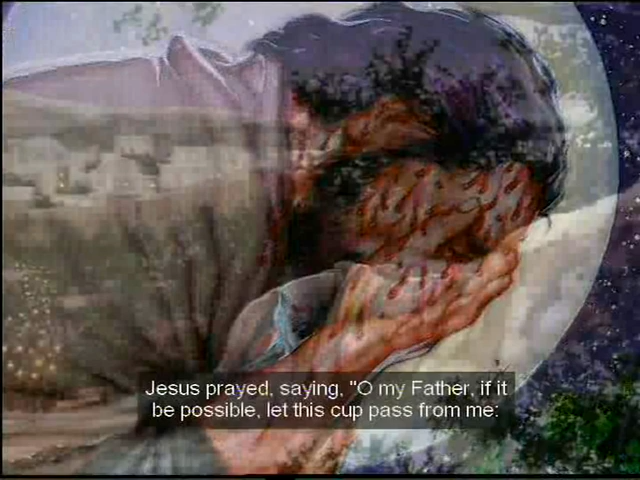 Jesus prayed, saying, "O my Father, if it
be possible, let this cup pass from me: